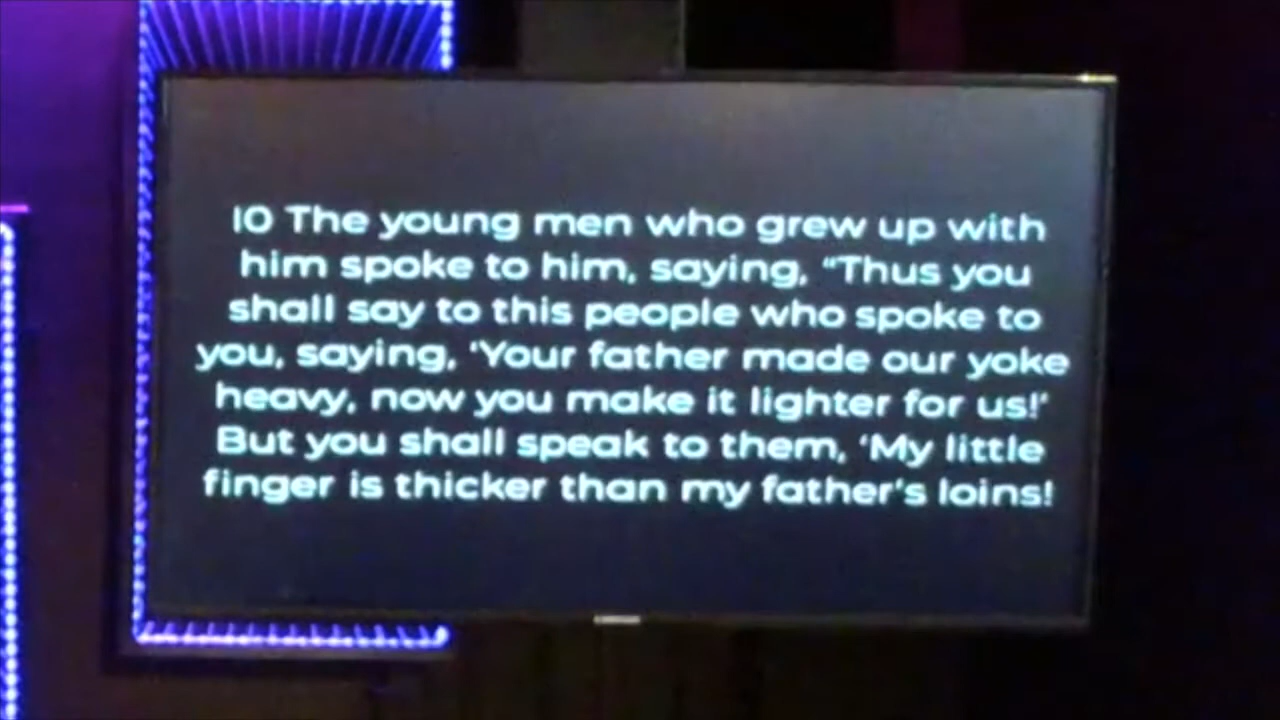 10 The young men who grew up with
him spoke to him, saying, “Thus you
shall say to this people who spoke to
you, saying, ‘Your father made our yoke
heavy, now you make it lighter for us!’
But you shall speak to them, ‘My little
finger is thicker than my father's loins!